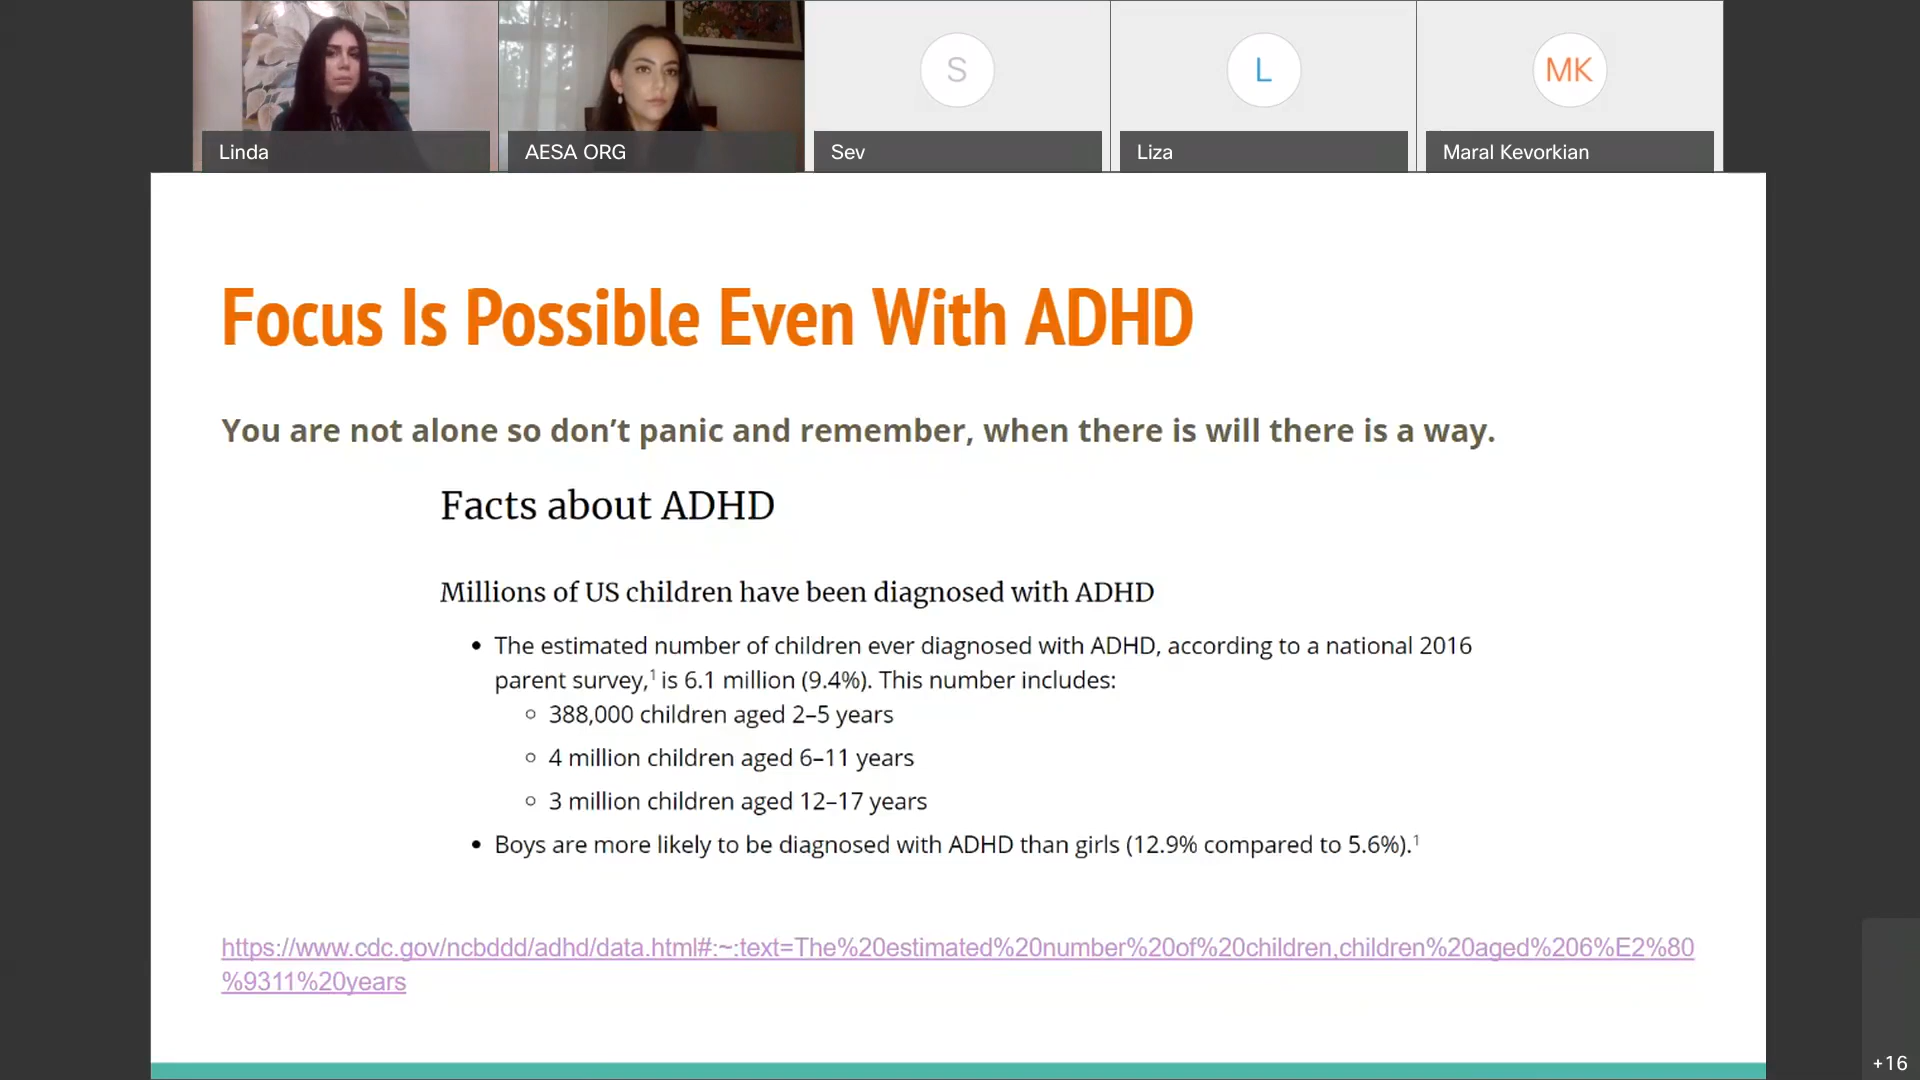 Linda
AESA ORG
S
Sev
L
Liza
MK
Maral Kevorkian
Focus Is Possible Even With ADHD
You are not alone so don’t panic and remember, when there is will there is a way.
Facts about ADHD
Millions of US children have been diagnosed with ADHD
• The estimated number of children ever diagnosed with ADHD, according to a national 2016
parent survey,¹ is 6.1 million (9.4%). This number includes:
○ 388,000 children aged 2–5 years
○ 4 million children aged 6–11 years
○ 3 million children aged 12–17 years
• Boys are more likely to be diagnosed with ADHD than girls (12.9% compared to 5.6%).¹
https://www.cdc.gov/ncbddd/adhd/data.html#:~:text=The%20estimated%20number%20of%20children,children%20aged%206%E2%80
%9311%20years
+16